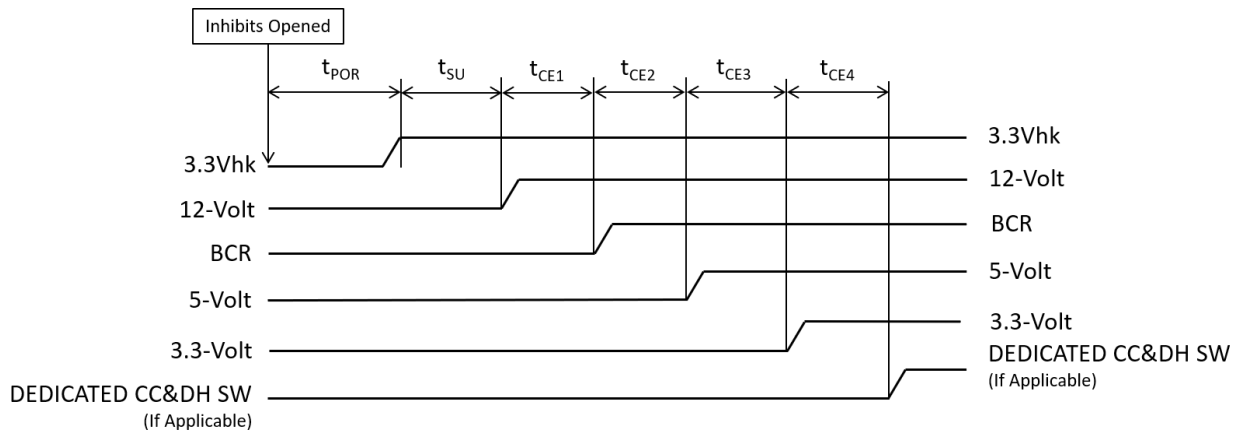 Inhibits Opened
tPOR tSU tCE1 tCE2 tCE3 tCE4
3.3Vhk 3.3Vhk
12-Volt 12-Volt
BCR BCR
5-Volt 5-Volt
3.3-Volt 3.3-Volt
DEDICATED CC&DH SW DEDICATED CC&DH SW
(If Applicable) (If Applicable)